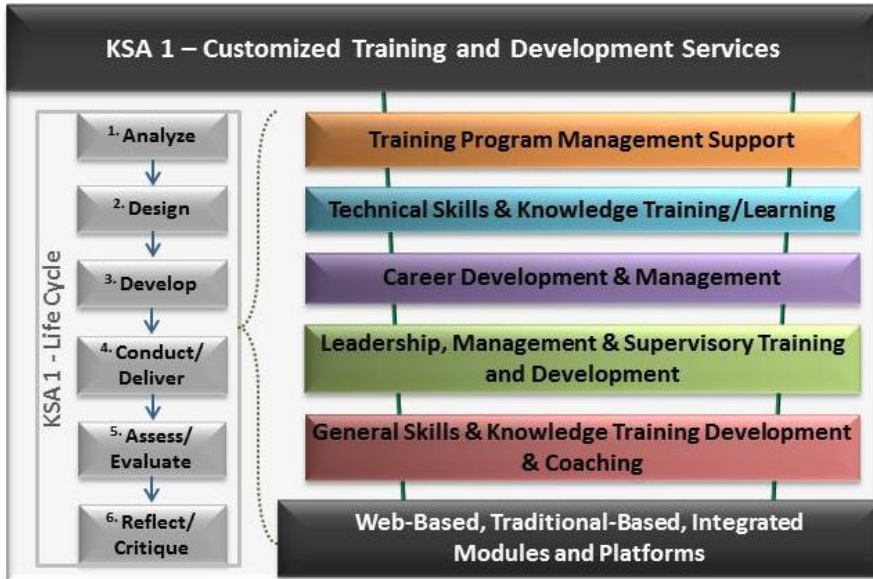 KSA 1 – Customized Training and Development Services
KSA 1 - Life Cycle
1. Analyze
2. Design
3. Develop
4. Conduct/
Deliver
5. Assess/
Evaluate
6. Reflect/
Critique
Training Program Management Support
Technical Skills & Knowledge Training/Learning
Career Development & Management
Leadership, Management & Supervisory Training
and Development
General Skills & Knowledge Training Development
& Coaching
Web-Based, Traditional-Based, Integrated
Modules and Platforms